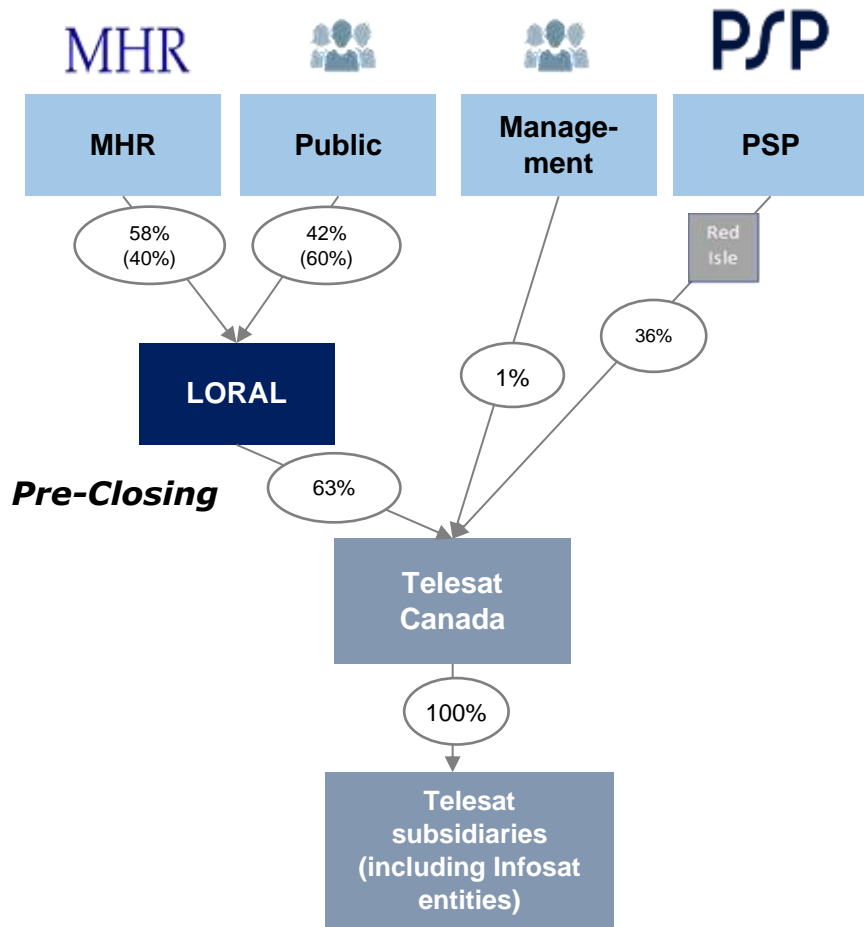 MHR
PSP
MHR
Public
Manage-
ment
PSP
58%
(40%)
42%
(60%)
Red
Isle
36%
LORAL
1%
63%
Pre-Closing
Telesat
Canada
100%
Telesat
subsidiaries
(including Infosat
entities)